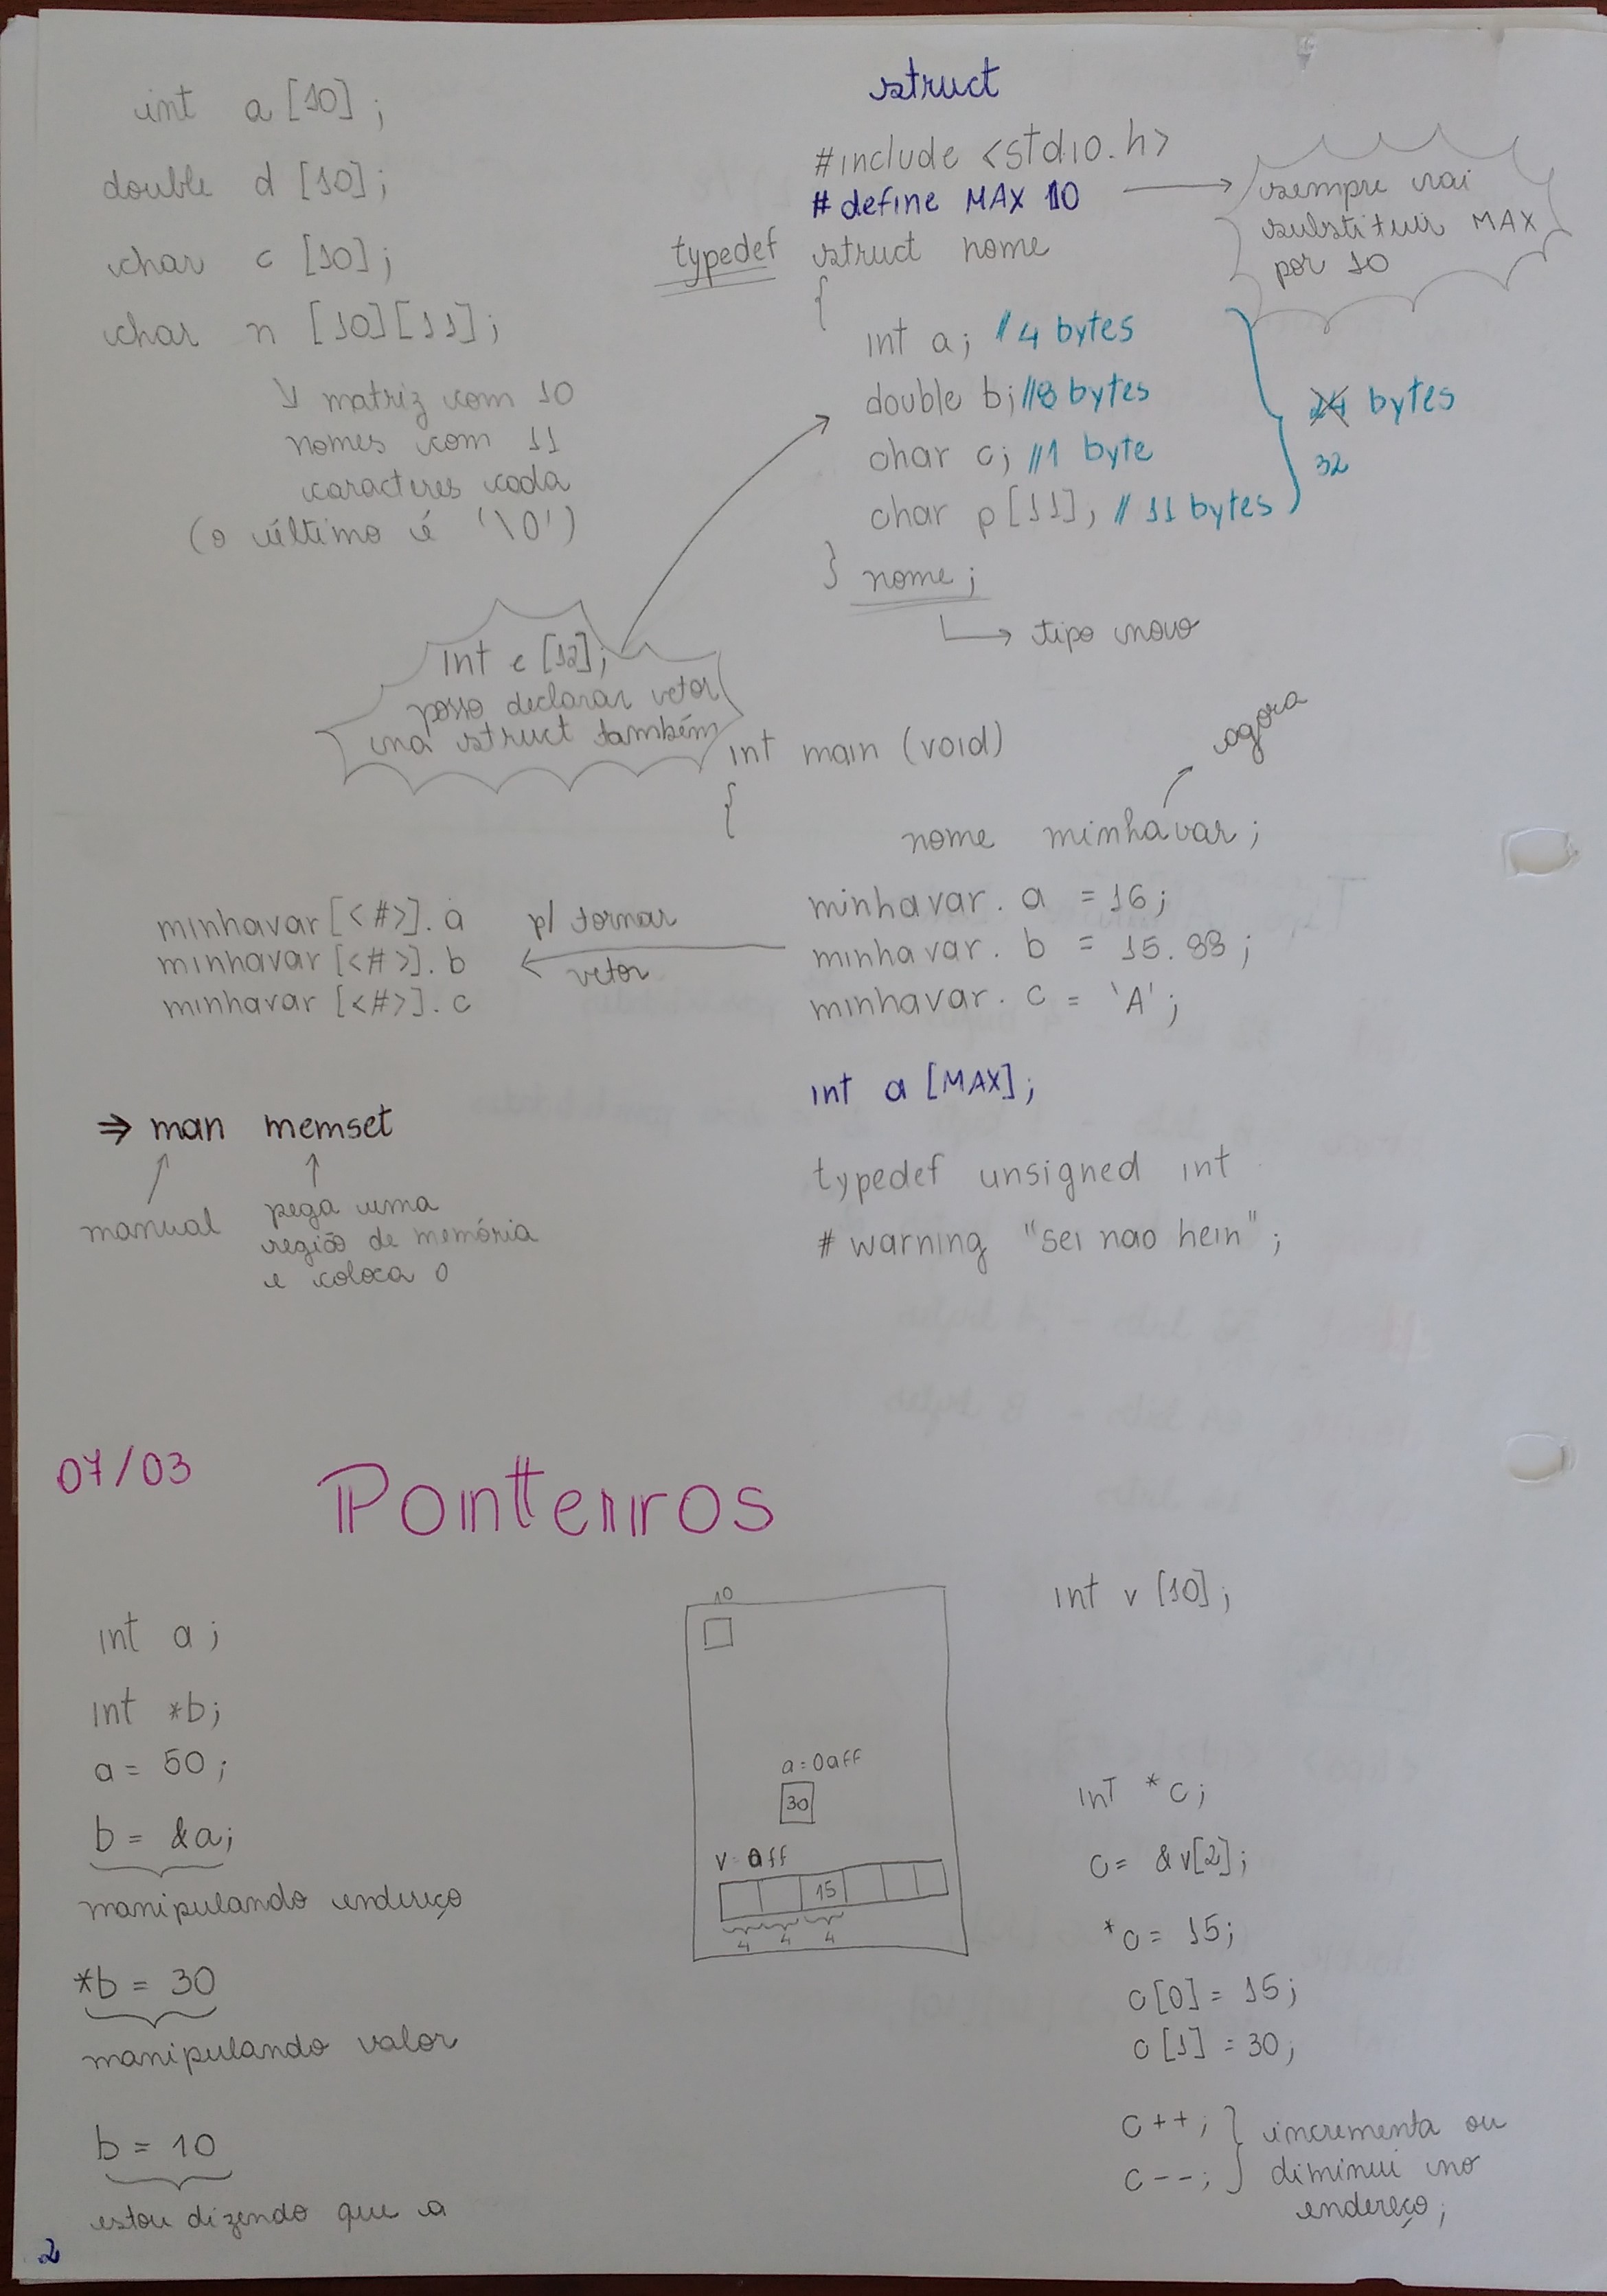 int a [10];
double d [10];
char c [10];
char n [10][11];
↘ matriz com 10
nomes com 11
caracteres cada
(o último é '\0')
struct
#include <stdio.h>
# define MAX 10 → sempre vai
substituir MAX
por 10
typedef struct nome
{
int a; // 4 bytes
double b; // 8 bytes
char c; // 1 byte
char p [11], // 11 bytes
24 bytes
32
} nome;
→ tipo novo
int e [12];
posso declarar vetor
na struct também
int main (void)
{
agora
nome minhavar;
minhavar. a = 16;
minhavar. b = 15.83;
minhavar. c = 'A';
p/ tornar
vetor
minhavar [<#>]. a
minhavar [<#>]. b
minhavar [<#>]. c
int a [MAX];
⇒ man memset
manual
pega uma
região de memória
e coloca 0
typedef unsigned int
# warning "sei nao hein";
07/03
Ponteiros
int a;
int *b;
a = 50;
b = &a;
manipulando endereço
*b = 30
manipulando valor
b = 10
estou dizendo que a
10
a = 0aff
30
v = 0ff
15
4 4 4
int v [10];
int *c;
c = &v[2];
*c = 15;
c[0] = 15;
c[1] = 30;
c++; } incrementa ou
c--; } diminui no
endereço;
2